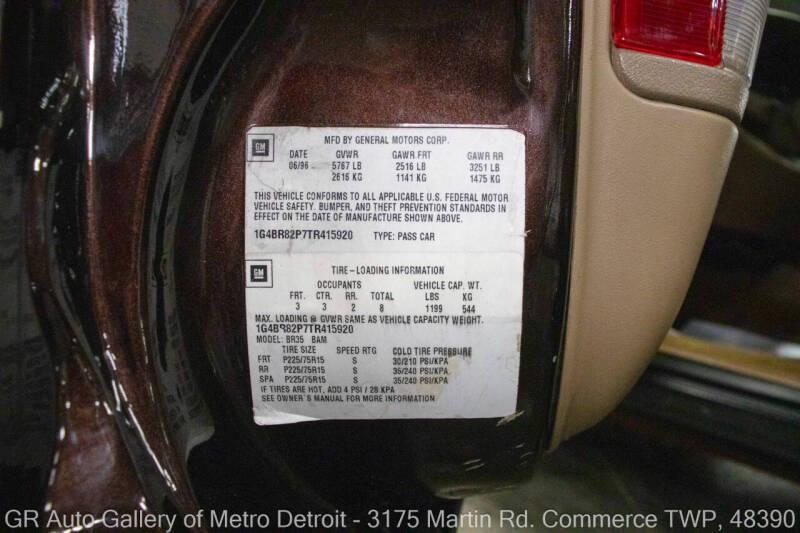 GM
MFD BY GENERAL MOTORS CORP.
DATE GVWR GAWR FRT GAWR RR
06/96 5767 LB 2516 LB 3251 LB
2616 KG 1141 KG 1475 KG
THIS VEHICLE CONFORMS TO ALL APPLICABLE U.S. FEDERAL MOTOR
VEHICLE SAFETY, BUMPER, AND THEFT PREVENTION STANDARDS IN
EFFECT ON THE DATE OF MANUFACTURE SHOWN ABOVE.
1G4BR82P7TR415920 TYPE: PASS CAR
GM
TIRE-LOADING INFORMATION
OCCUPANTS VEHICLE CAP. WT.
FRT. CTR. RR. TOTAL LBS KG
3 3 2 8 1199 544
MAX. LOADING @ GVWR SAME AS VEHICLE CAPACITY WEIGHT.
1G4BR82P7TR415920
MODEL: BR35 BAM
TIRE SIZE SPEED RTG COLD TIRE PRESSURE
FRT P225/75R15 S 30/210 PSI/KPA
RR P225/75R15 S 35/240 PSI/KPA
SPA P225/75R15 S 35/240 PSI/KPA
IF TIRES ARE HOT, ADD 4 PSI / 28 KPA
SEE OWNER'S MANUAL FOR MORE INFORMATION
GR Auto Gallery of Metro Detroit - 3175 Martin Rd. Commerce TWP, 48390